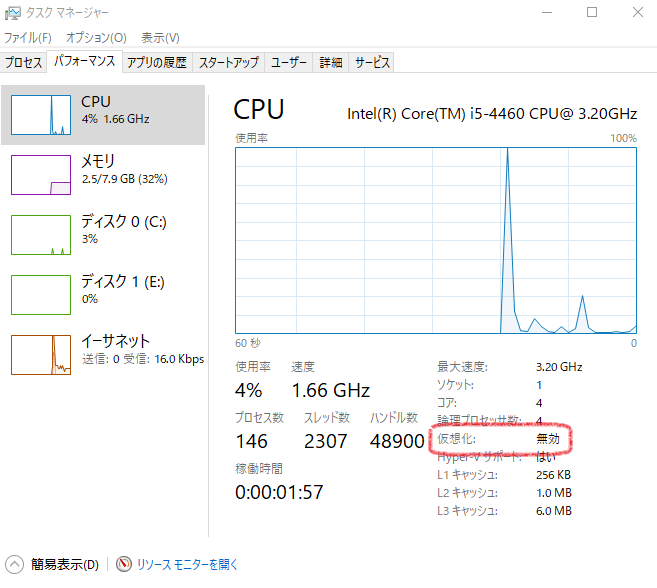 タスク マネージャー
ファイル(F) オプション(O) 表示(V)
プロセス パフォーマンス アプリの履歴 スタートアップ ユーザー 詳細 サービス
CPU
4% 1.66 GHz
メモリ
2.5/7.9 GB (32%)
ディスク 0 (C:)
3%
ディスク 1 (E:)
0%
イーサネット
送信: 0 受信: 16.0 Kbps
CPU Intel(R) Core(TM) i5-4460 CPU@ 3.20GHz
使用率 100%
60 秒 0
使用率 速度
4% 1.66 GHz
プロセス数 スレッド数 ハンドル数
146 2307 48900
稼働時間
0:00:01:57
最大速度: 3.20 GHz
ソケット: 1
コア: 4
論理プロセッサ数: 4
仮想化: 無効
Hyper-V サポート: はい
L1 キャッシュ: 256 KB
L2 キャッシュ: 1.0 MB
L3 キャッシュ: 6.0 MB
簡易表示(D) リソース モニターを開く